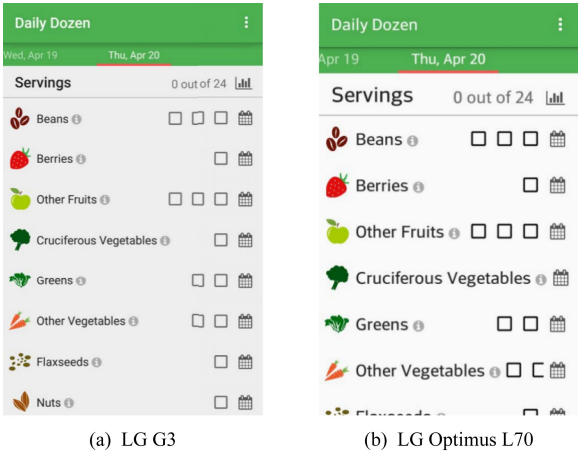 Daily Dozen
Wed, Apr 19 Thu, Apr 20
Servings 0 out of 24
Beans
Berries
Other Fruits
Cruciferous Vegetables
Greens
Other Vegetables
Flaxseeds
Nuts
(a) LG G3
Daily Dozen
Apr 19 Thu, Apr 20
Servings 0 out of 24
Beans
Berries
Other Fruits
Cruciferous Vegetables
Greens
Other Vegetables
Flaxseeds
(b) LG Optimus L70